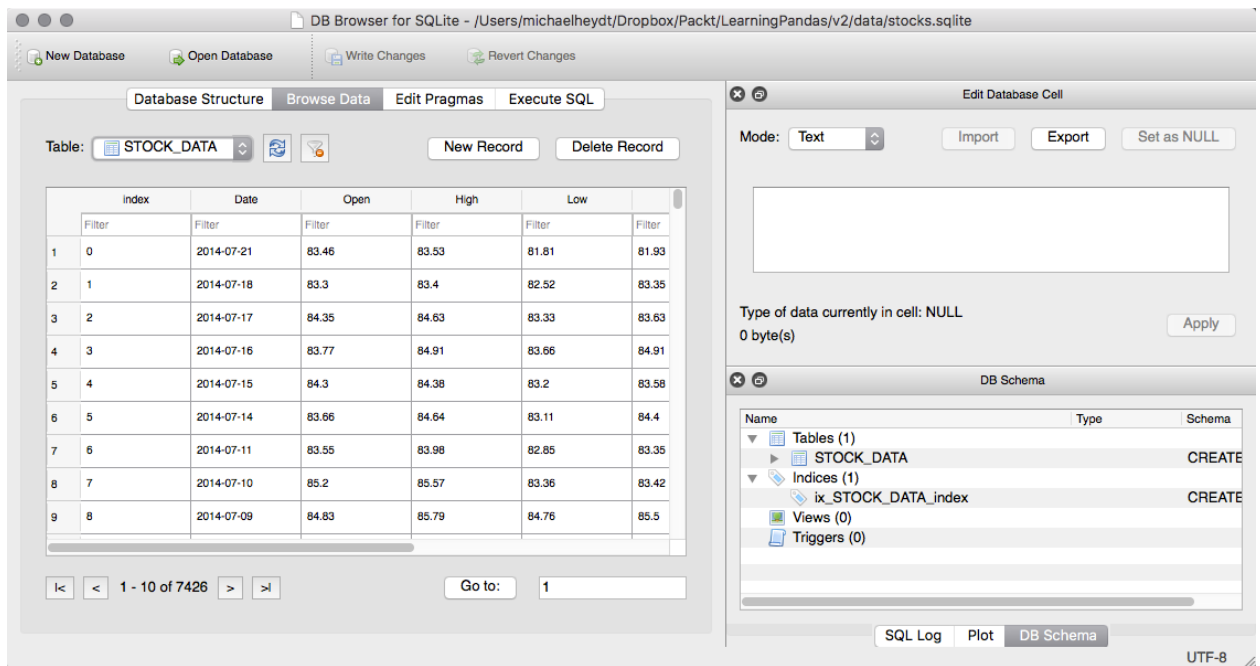 DB Browser for SQLite - /Users/michaelheydt/Dropbox/Packt/LearningPandas/v2/data/stocks.sqlite
New Database Open Database Write Changes Revert Changes
Database Structure Browse Data Edit Pragmas Execute SQL
Table: STOCK_DATA New Record Delete Record
index Date Open High Low
Filter Filter Filter Filter Filter Filter
1 0 2014-07-21 83.46 83.53 81.81 81.93
2 1 2014-07-18 83.3 83.4 82.52 83.35
3 2 2014-07-17 84.35 84.63 83.33 83.63
4 3 2014-07-16 83.77 84.91 83.66 84.91
5 4 2014-07-15 84.3 84.38 83.2 83.58
6 5 2014-07-14 83.66 84.64 83.11 84.4
7 6 2014-07-11 83.55 83.98 82.85 83.35
8 7 2014-07-10 85.2 85.57 83.36 83.42
9 8 2014-07-09 84.83 85.79 84.76 85.5
|< < 1 - 10 of 7426 > >| Go to: 1
Edit Database Cell
Mode: Text Import Export Set as NULL
Type of data currently in cell: NULL
0 byte(s)
Apply
DB Schema
Name Type Schema
Tables (1)
STOCK_DATA CREATE
Indices (1)
ix_STOCK_DATA_index CREATE
Views (0)
Triggers (0)
SQL Log Plot DB Schema
UTF-8